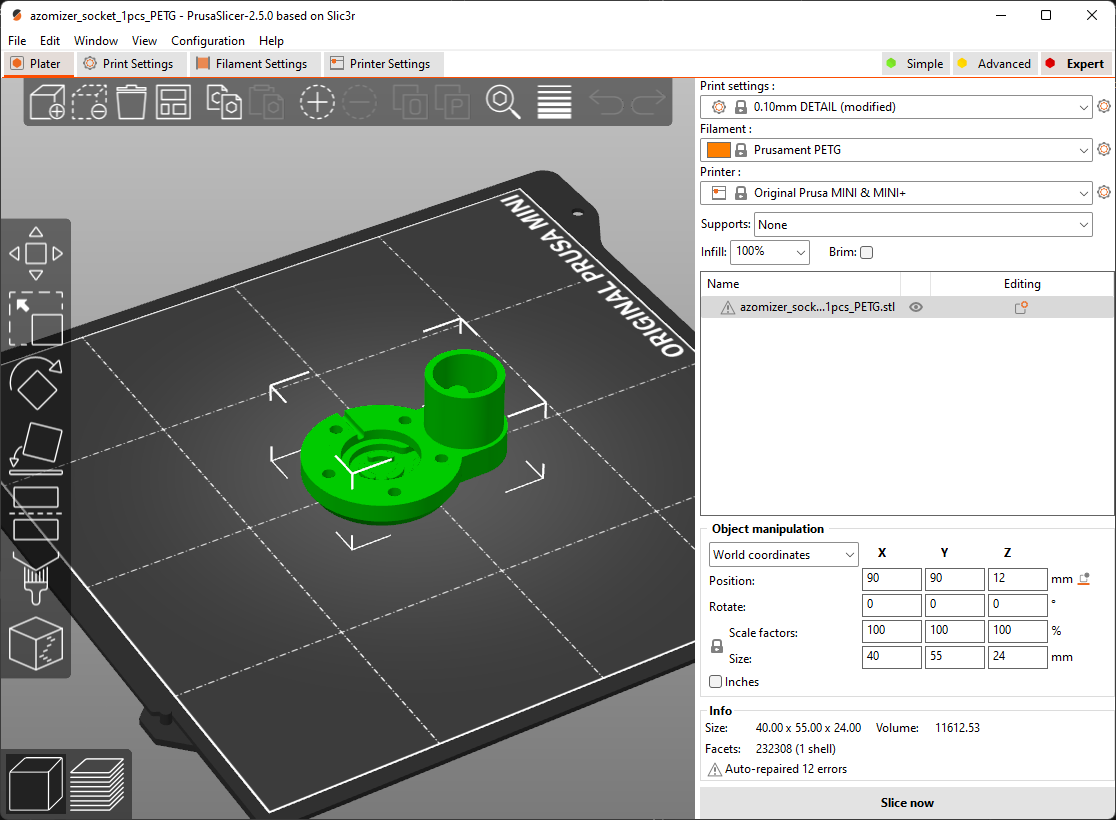 azomizer_socket_1pcs_PETG - PrusaSlicer-2.5.0 based on Slic3r
File Edit Window View Configuration Help
Plater Print Settings Filament Settings Printer Settings Simple Advanced Expert
Print settings :
0.10mm DETAIL (modified)
Filament :
Prusament PETG
Printer :
Original Prusa MINI & MINI+
Supports: None
Infill: 100% Brim:
Name Editing
azomizer_sock...1pcs_PETG.stl
ORIGINAL PRUSA MINI
Object manipulation
World coordinates X Y Z
Position: 90 90 12 mm
Rotate: 0 0 0 °
Scale factors: 100 100 100 %
Size: 40 55 24 mm
Inches
Info
Size: 40.00 x 55.00 x 24.00 Volume: 11612.53
Facets: 232308 (1 shell)
Auto-repaired 12 errors
Slice now